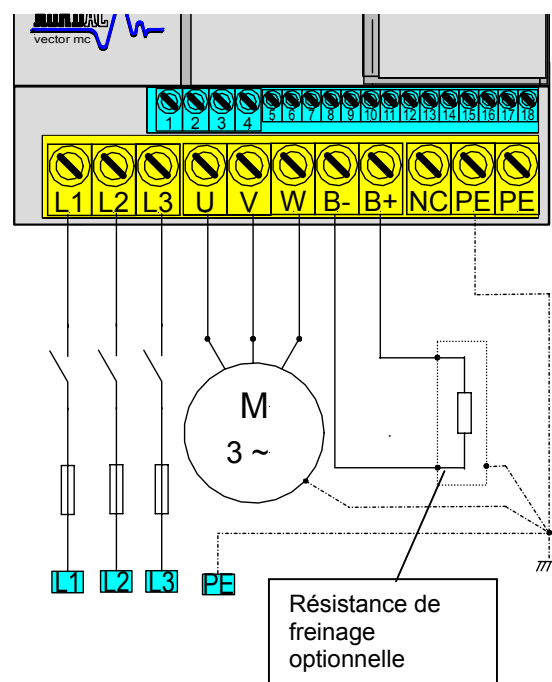 vector mc
1 2 3 4 5 6 7 8 9 10 11 12 13 14 15 16 17 18
L1 L2 L3 U V W B- B+ NC PE PE
M
3 ~
L1 L2 L3 PE
Résistance de
freinage
optionnelle